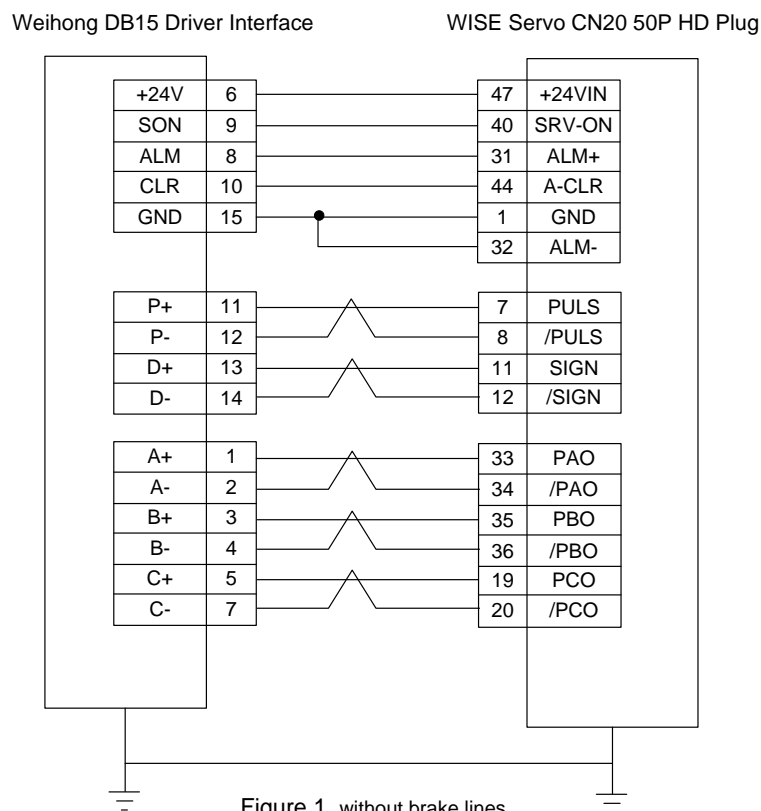 Weihong DB15 Driver Interface WISE Servo CN20 50P HD Plug
+24V 6 47 +24VIN
SON 9 40 SRV-ON
ALM 8 31 ALM+
CLR 10 44 A-CLR
GND 15 1 GND
32 ALM-
P+ 11 7 PULS
P- 12 8 /PULS
D+ 13 11 SIGN
D- 14 12 /SIGN
A+ 1 33 PAO
A- 2 34 /PAO
B+ 3 35 PBO
B- 4 36 /PBO
C+ 5 19 PCO
C- 7 20 /PCO
Figure 1 without brake lines